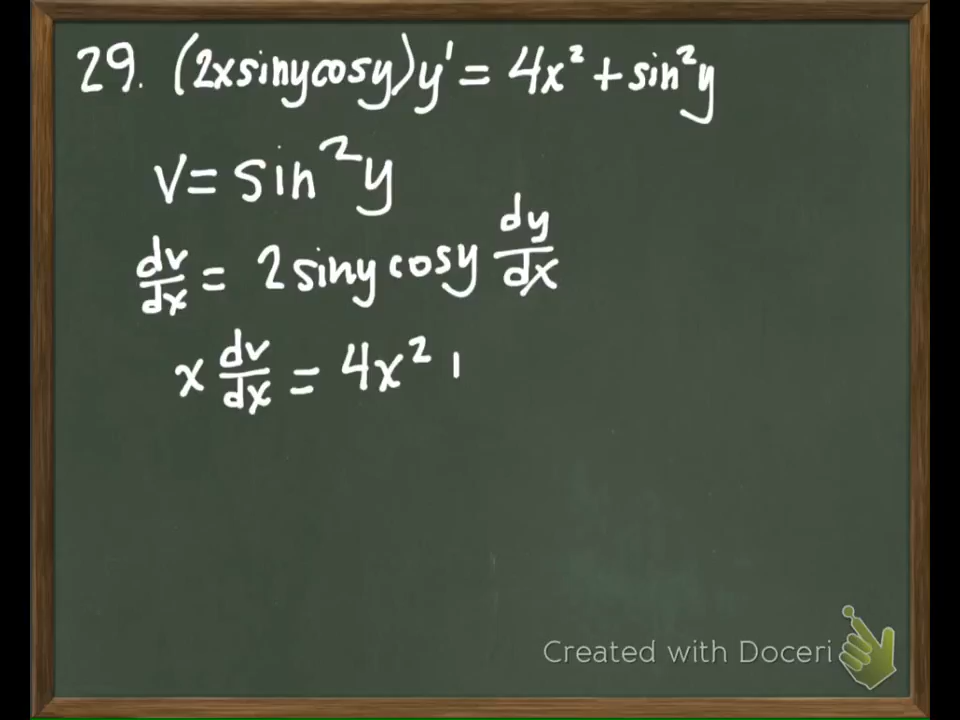 29. (2xsinycosy)y' = 4x² + sin²y
v = sin²y
dv/dx = 2sinycosy dy/dx
x dv/dx = 4x² ı
Created with Doceri